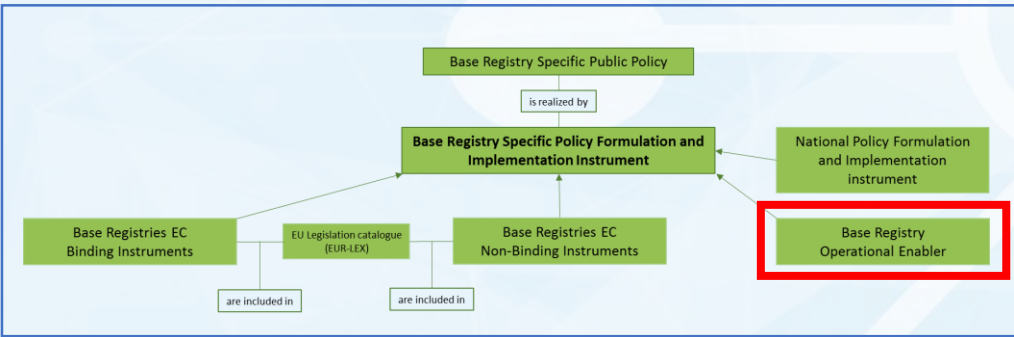 Base Registry Specific Public Policy
is realized by
Base Registry Specific Policy Formulation and
Implementation Instrument
National Policy Formulation
and Implementation
instrument
Base Registries EC
Binding Instruments
EU Legislation catalogue
(EUR-LEX)
Base Registries EC
Non-Binding Instruments
Base Registry
Operational Enabler
are included in
are included in